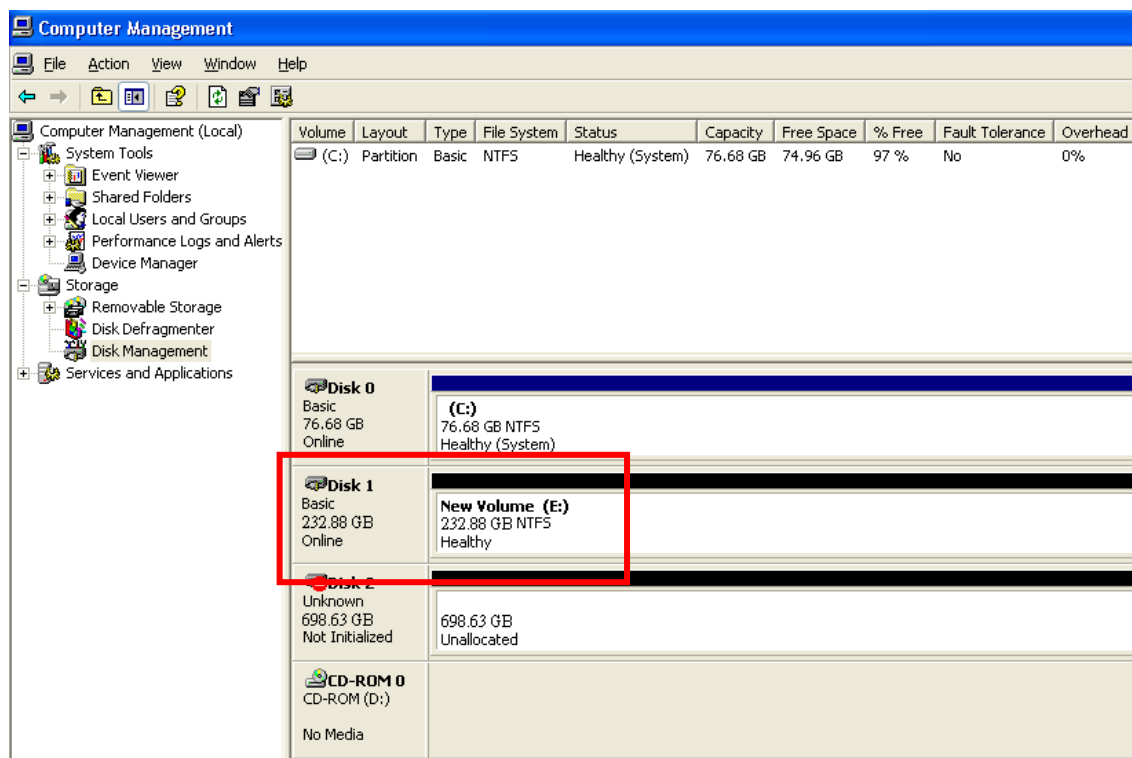 Computer Management
File Action View Window Help
Computer Management (Local)
System Tools
Event Viewer
Shared Folders
Local Users and Groups
Performance Logs and Alerts
Device Manager
Storage
Removable Storage
Disk Defragmenter
Disk Management
Services and Applications
Volume Layout Type File System Status Capacity Free Space % Free Fault Tolerance Overhead
(C:) Partition Basic NTFS Healthy (System) 76.68 GB 74.96 GB 97 % No 0%
Disk 0
Basic
76.68 GB
Online
(C:)
76.68 GB NTFS
Healthy (System)
Disk 1
Basic
232.88 GB
Online
New Volume (E:)
232.88 GB NTFS
Healthy
Disk 2
Unknown
698.63 GB
Not Initialized
698.63 GB
Unallocated
CD-ROM 0
CD-ROM (D:)
No Media